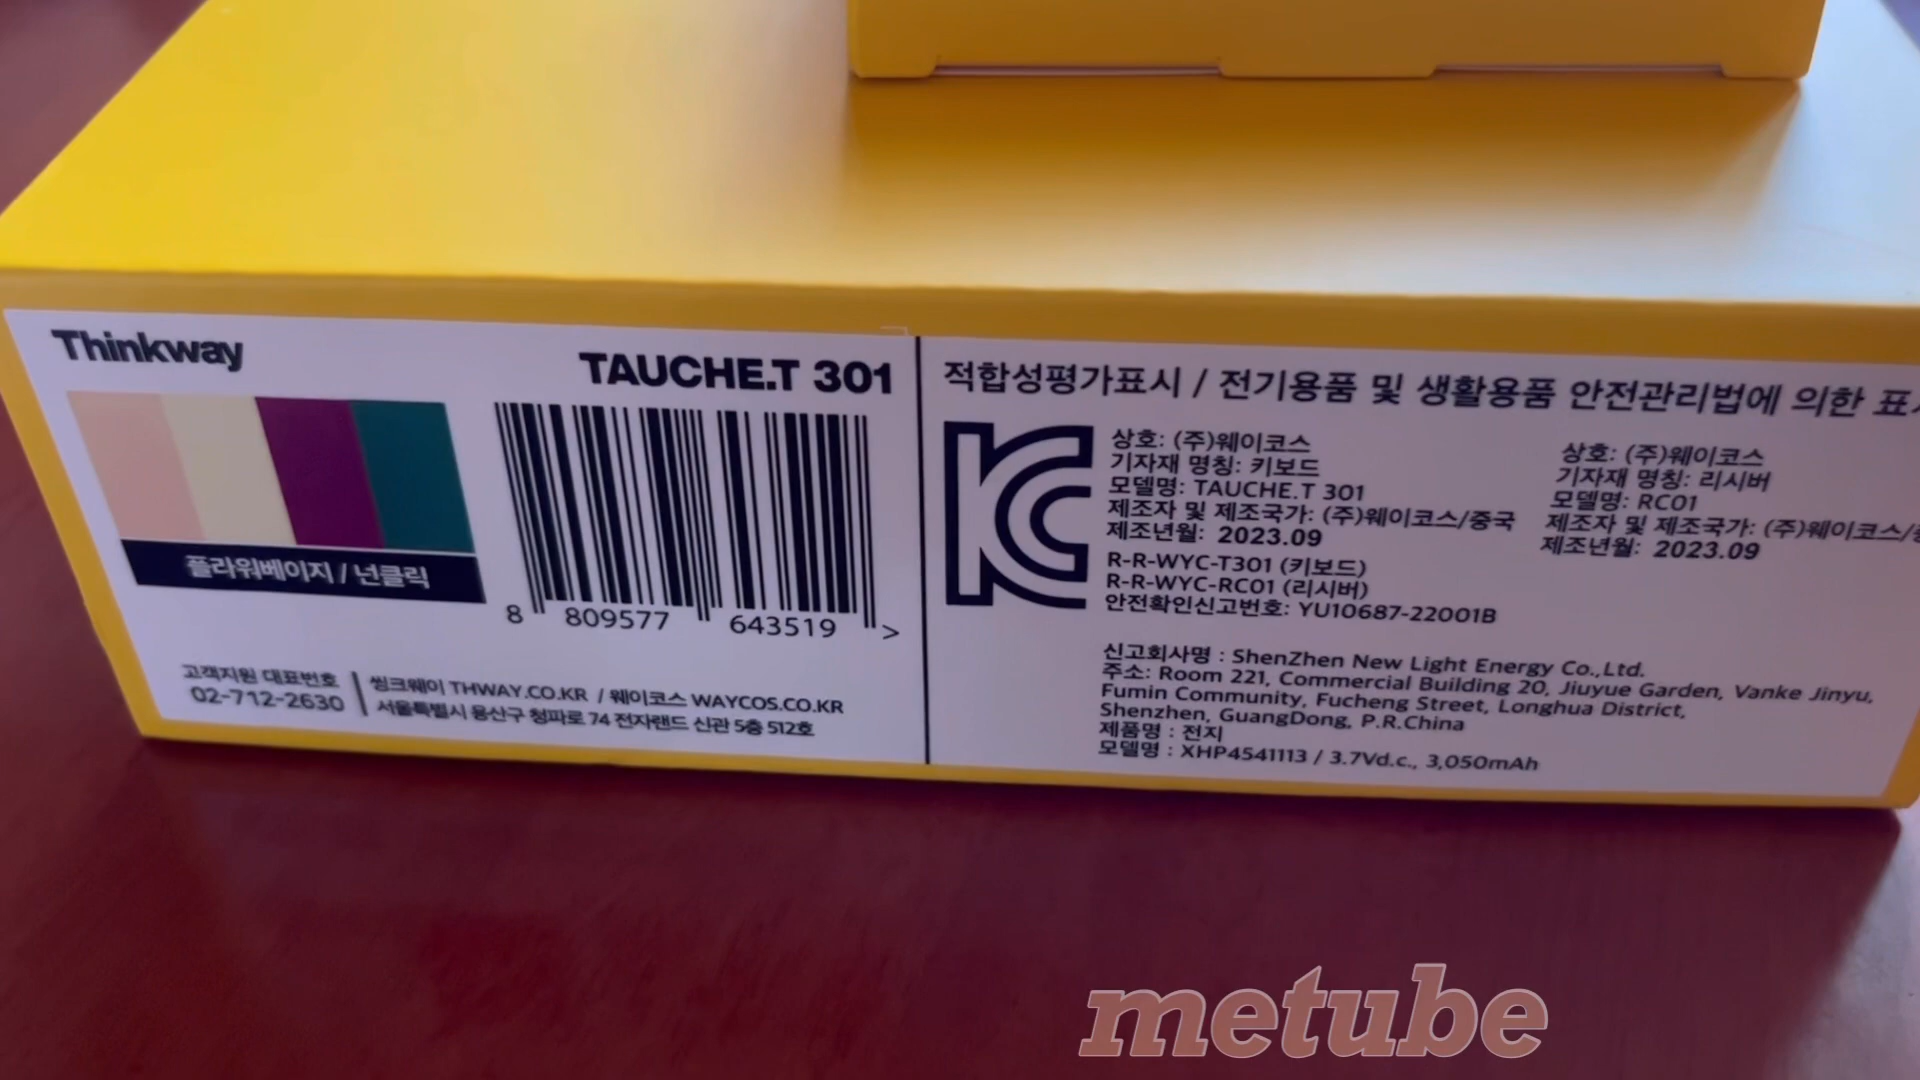 Thinkway
TAUCHE.T 301
플라워베이지 / 넌클릭
8 809577 643519 >
고객지원 대표번호
02-712-2630
씽크웨이 THWAY.CO.KR / 웨이코스 WAYCOS.CO.KR
서울특별시 용산구 청파로 74 전자랜드 신관 5층 512호
적합성평가표시 / 전기용품 및 생활용품 안전관리법에 의한
상호: (주)웨이코스
기자재 명칭: 키보드
모델명: TAUCHE.T 301
제조자 및 제조국가: (주)웨이코스/중국
제조년월: 2023.09
R-R-WYC-T301 (키보드)
R-R-WYC-RC01 (리시버)
안전확인신고번호: YU10687-22001B
상호: (주)웨이코스
기자재 명칭: 리시버
모델명: RC01
제조자 및 제조국가: (주)웨이코스/
제조년월: 2023.09
신고회사명 : ShenZhen New Light Energy Co.,Ltd.
주소: Room 221, Commercial Building 20, Jiuyue Garden, Vanke Jinyu,
Fumin Community, Fucheng Street, Longhua District,
Shenzhen, GuangDong, P.R.China
제품명 : 전지
모델명 : XHP4541113 / 3.7Vd.c., 3,050mAh
metube